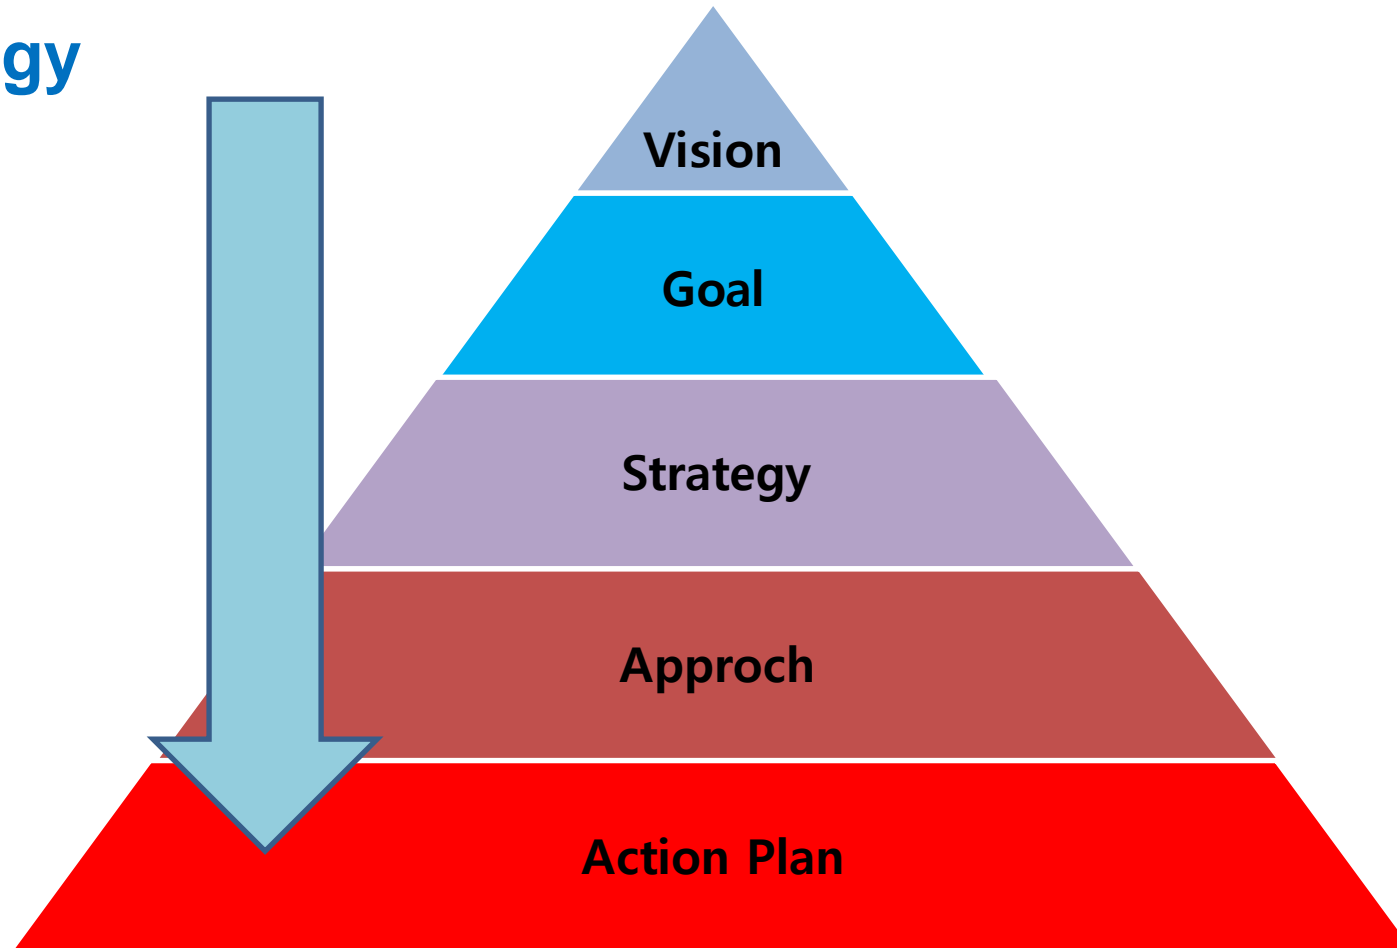 gy
Vision
Goal
Strategy
Approch
Action Plan